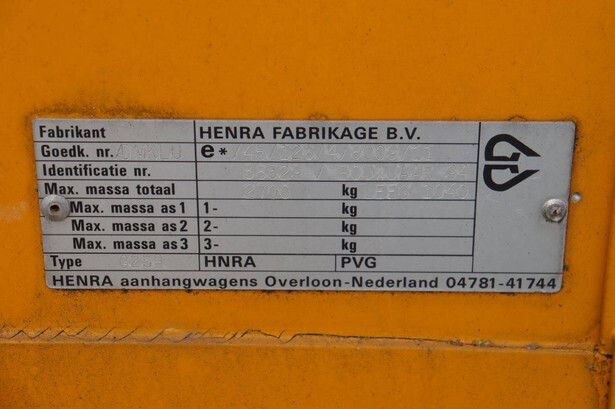 Fabrikant HENRA FABRIKAGE B.V.
Goedk. nr. e*
Identificatie nr.
Max. massa totaal 2700 kg
Max. massa as 1 1- kg
Max. massa as 2 2- kg
Max. massa as 3 3- kg
Type HNRA PVG
HENRA aanhangwagens Overloon-Nederland 04781-41744